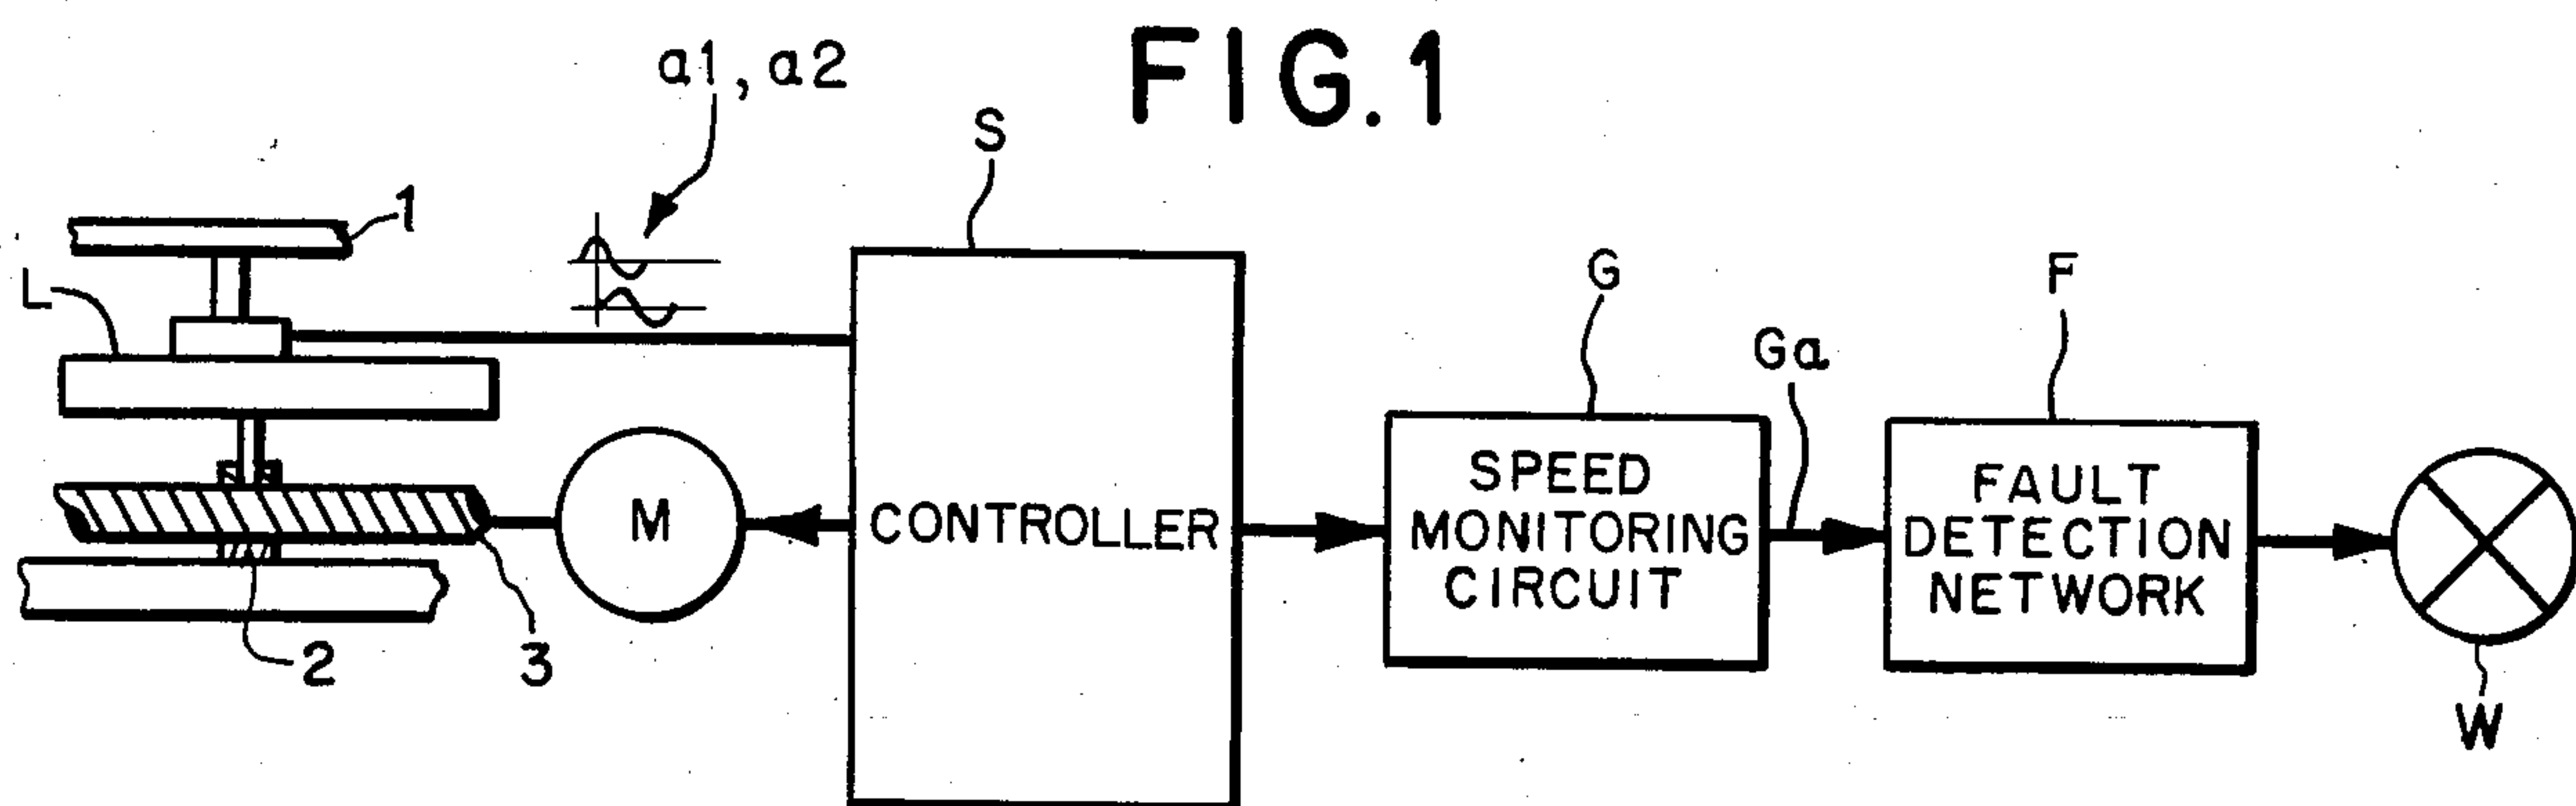 FIG.1
a1, a2
S
1
L
G
F
Ga
M
CONTROLLER
SPEED
MONITORING
CIRCUIT
FAULT
DETECTION
NETWORK
2
3
W